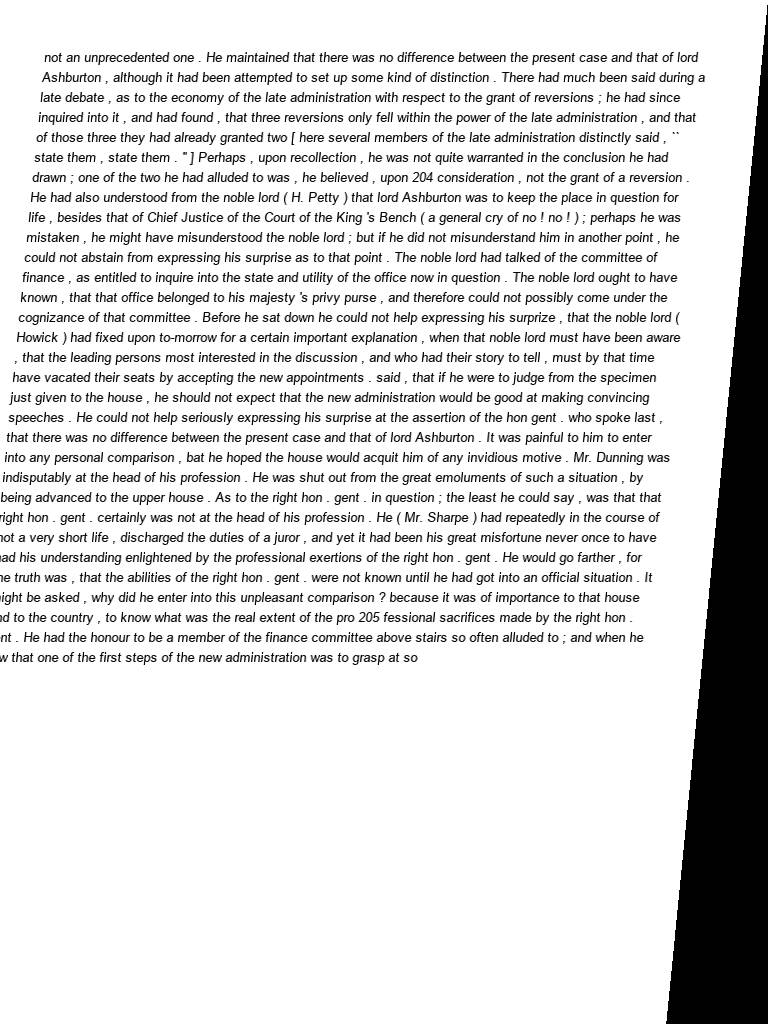 not an unprecedented one . He maintained that there was no difference between the present case and that of lord
Ashburton , although it had been attempted to set up some kind of distinction . There had much been said during a
late debate , as to the economy of the late administration with respect to the grant of reversions ; he had since
inquired into it , and had found , that three reversions only fell within the power of the late administration , and that
of those three they had already granted two [ here several members of the late administration distinctly said , ``
state them , state them . " ] Perhaps , upon recollection , he was not quite warranted in the conclusion he had
drawn ; one of the two he had alluded to was , he believed , upon 204 consideration , not the grant of a reversion .
He had also understood from the noble lord ( H. Petty ) that lord Ashburton was to keep the place in question for
life , besides that of Chief Justice of the Court of the King 's Bench ( a general cry of no ! no ! ) ; perhaps he was
mistaken , he might have misunderstood the noble lord ; but if he did not misunderstand him in another point , he
could not abstain from expressing his surprise as to that point . The noble lord had talked of the committee of
finance , as entitled to inquire into the state and utility of the office now in question . The noble lord ought to have
known , that that office belonged to his majesty 's privy purse , and therefore could not possibly come under the
cognizance of that committee . Before he sat down he could not help expressing his surprize , that the noble lord (
Howick ) had fixed upon to-morrow for a certain important explanation , when that noble lord must have been aware
, that the leading persons most interested in the discussion , and who had their story to tell , must by that time
have vacated their seats by accepting the new appointments . said , that if he were to judge from the specimen
just given to the house , he should not expect that the new administration would be good at making convincing
speeches . He could not help seriously expressing his surprise at the assertion of the hon gent . who spoke last ,
that there was no difference between the present case and that of lord Ashburton . It was painful to him to enter
into any personal comparison , bat he hoped the house would acquit him of any invidious motive . Mr. Dunning was
indisputably at the head of his profession . He was shut out from the great emoluments of such a situation , by
being advanced to the upper house . As to the right hon . gent . in question ; the least he could say , was that that
right hon . gent . certainly was not at the head of his profession . He ( Mr. Sharpe ) had repeatedly in the course of
not a very short life , discharged the duties of a juror , and yet it had been his great misfortune never once to have
had his understanding enlightened by the professional exertions of the right hon . gent . He would go farther , for
truth was , that the abilities of the right hon . gent . were not known until he had got into an official situation . It
be asked , why did he enter into this unpleasant comparison ? because it was of importance to that house
to the country , to know what was the real extent of the pro 205 fessional sacrifices made by the right hon .
. He had the honour to be a member of the finance committee above stairs so often alluded to ; and when he
that one of the first steps of the new administration was to grasp at so